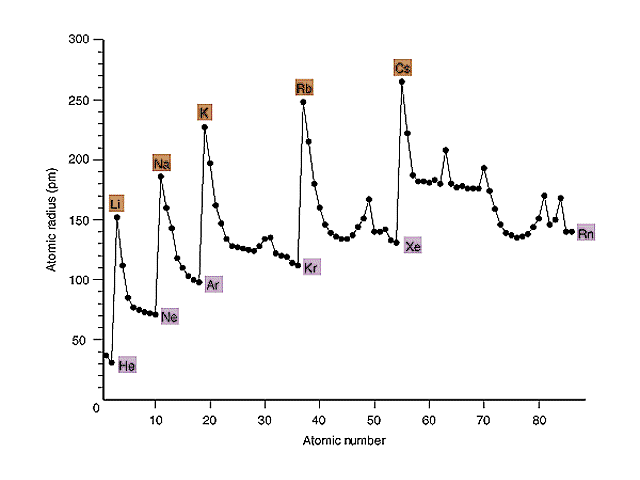 300
250
200
150
100
50
0
Atomic radius (pm)
Li
Na
K
Rb
Cs
He
Ne
Ar
Kr
Xe
Rn
10 20 30 40 50 60 70 80
Atomic number